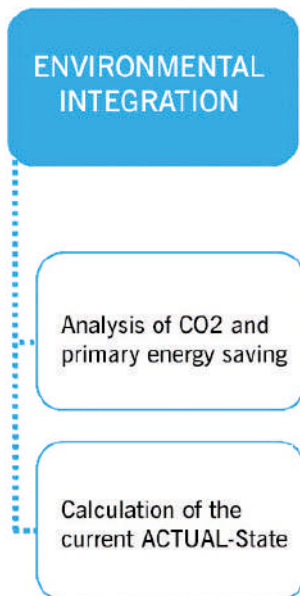 ENVIRONMENTAL
INTEGRATION
Analysis of CO2 and
primary energy saving
Calculation of the
current ACTUAL-State